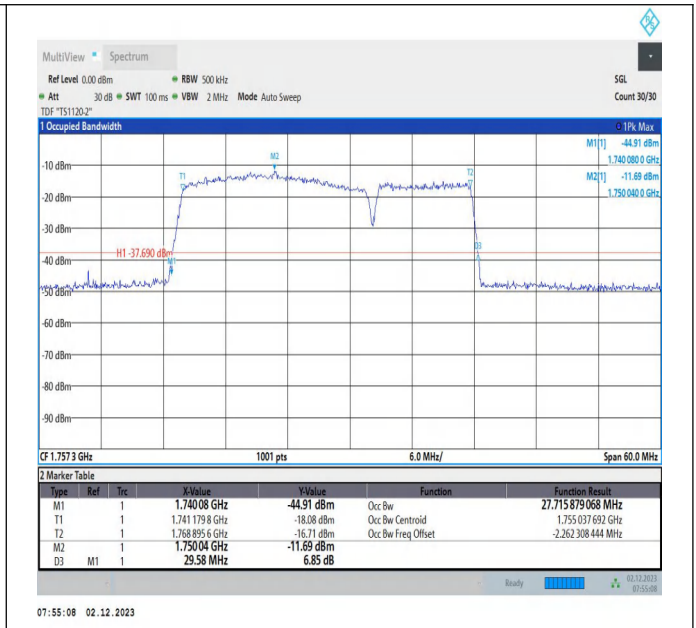 MultiView Spectrum
Ref Level 0.00 dBm RBW 500 kHz SGL
Att 30 dB SWT 100 ms VBW 2 MHz Mode Auto Sweep Count 30/30
TDF "TS1120-2"
1 Occupied Bandwidth 1Pk Max
M1[1] -44.91 dBm
1.740 080 0 GHz
M2[1] -11.69 dBm
1.750 040 0 GHz
M2
-10 dBm
T1
T2
-20 dBm
-30 dBm
D3
H1 -37.690 dBm
-40 dBm
M1
-50 dBm
-60 dBm
-70 dBm
-80 dBm
-90 dBm
CF 1.757 3 GHz 1001 pts 6.0 MHz/ Span 60.0 MHz
2 Marker Table
Type Ref Trc X-Value Y-Value Function Function Result
M1 1 1.740 08 GHz -44.91 dBm Occ Bw 27.715 879 068 MHz
T1 1 1.741 179 8 GHz -18.08 dBm Occ Bw Centroid 1.755 037 692 GHz
T2 1 1.768 895 6 GHz -16.71 dBm Occ Bw Freq Offset -2.262 308 444 MHz
M2 1 1.750 04 GHz -11.69 dBm
D3 M1 1 29.58 MHz 6.85 dB
Ready 02.12.2023
07:55:08
07:55:08 02.12.2023